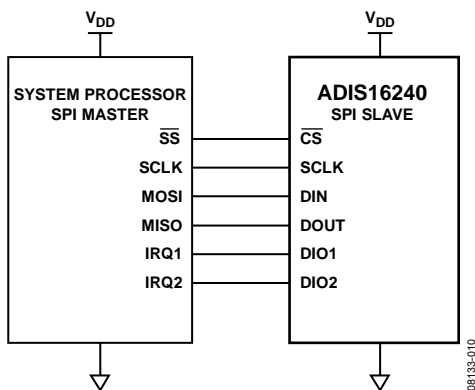 VDD
SYSTEM PROCESSOR
SPI MASTER
SS
SCLK
MOSI
MISO
IRQ1
IRQ2
VDD
ADIS16240
SPI SLAVE
CS
SCLK
DIN
DOUT
DIO1
DIO2
08133-010